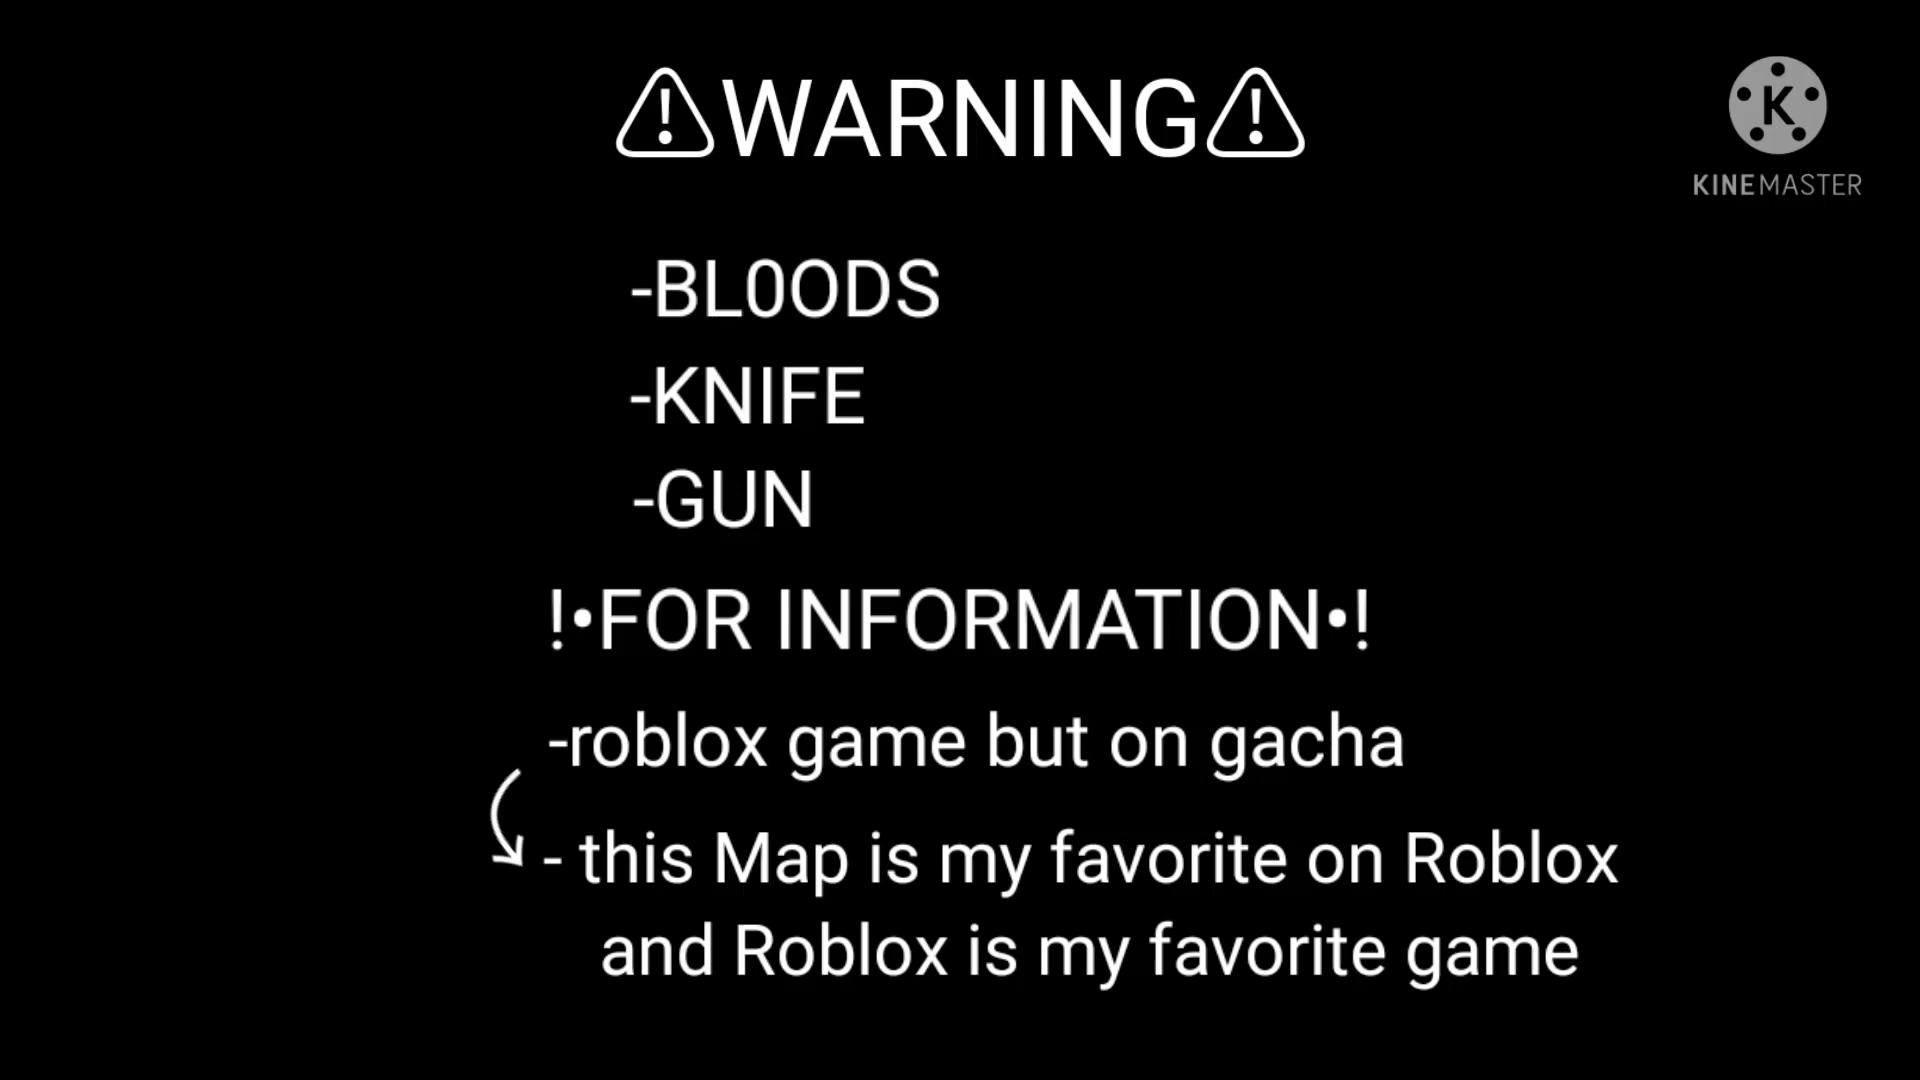 ⚠WARNING⚠
K
KINEMASTER
-BL0ODS
-KNIFE
-GUN
!•FOR INFORMATION•!
-roblox game but on gacha
- this Map is my favorite on Roblox
and Roblox is my favorite game